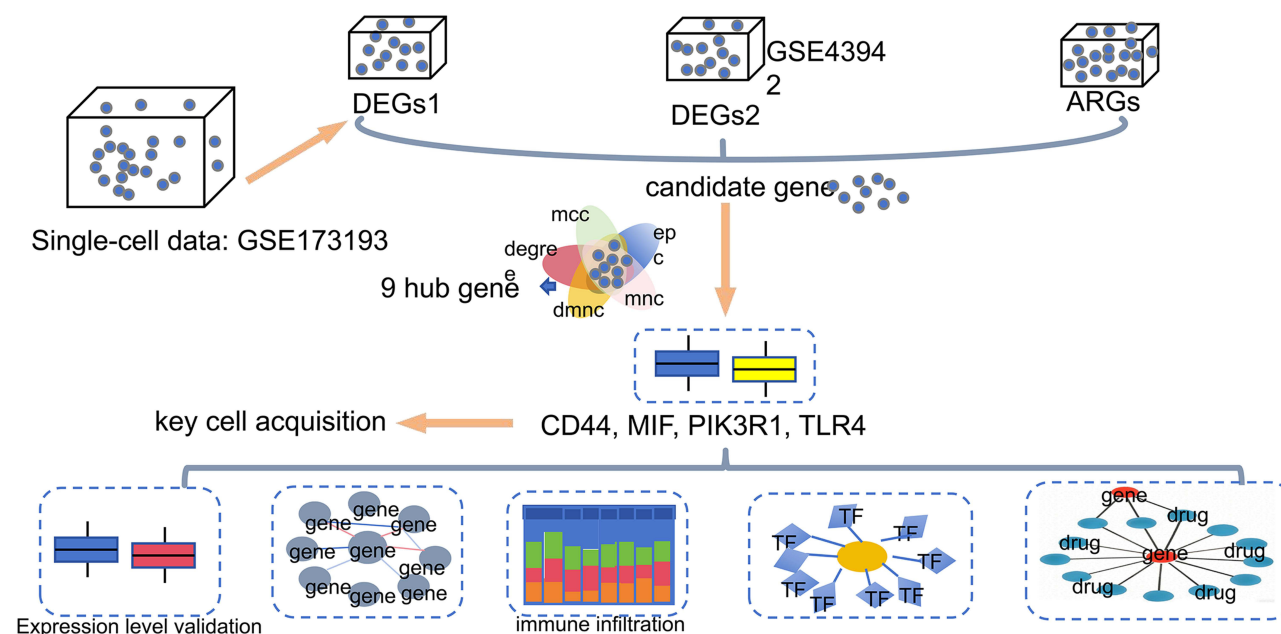 GSE4394
2
DEGs1
DEGs2
ARGs
candidate gene
Single-cell data: GSE173193
mcc
ep
c
degre
e
9 hub gene
mnc
dmnc
key cell acquisition
CD44, MIF, PIK3R1, TLR4
gene
gene
gene
gene
gene
gene
gene
gene
gene
TF
TF
TF
TF
TF
TF
TF
TF
gene
drug
drug
gene
drug
drug
drug
Expression level validation
immune infiltration